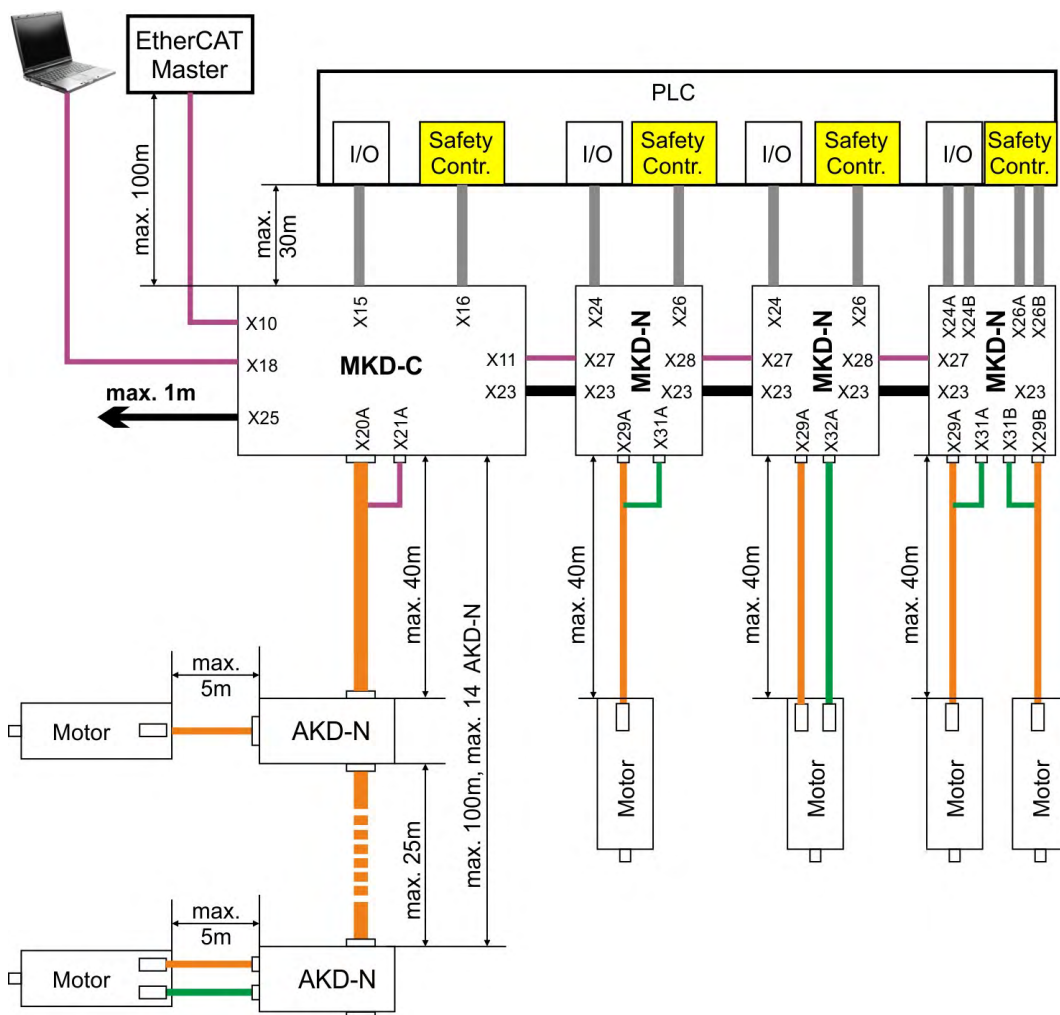 EtherCAT
Master
PLC
I/O
Safety
Contr.
I/O
Safety
Contr.
I/O
Safety
Contr.
I/O
Safety
Contr.
max. 100m
max.
30m
X15
X16
X10
X18
X25
MKD-C
X11
X23
X20A
X21A
max. 1m
X24
X26
MKD-N
X27
X28
X23
X23
X29A
X31A
X24
X26
MKD-N
X27
X28
X23
X23
X29A
X32A
X24A
X24B
X26A
X26B
MKD-N
X27
X23
X23
X29A
X31A
X31B
X29B
max. 40m
max. 100m, max. 14 AKD-N
max. 40m
max. 40m
max. 40m
max.
5m
Motor
AKD-N
max. 25m
max.
5m
Motor
AKD-N
Motor
Motor
Motor
Motor